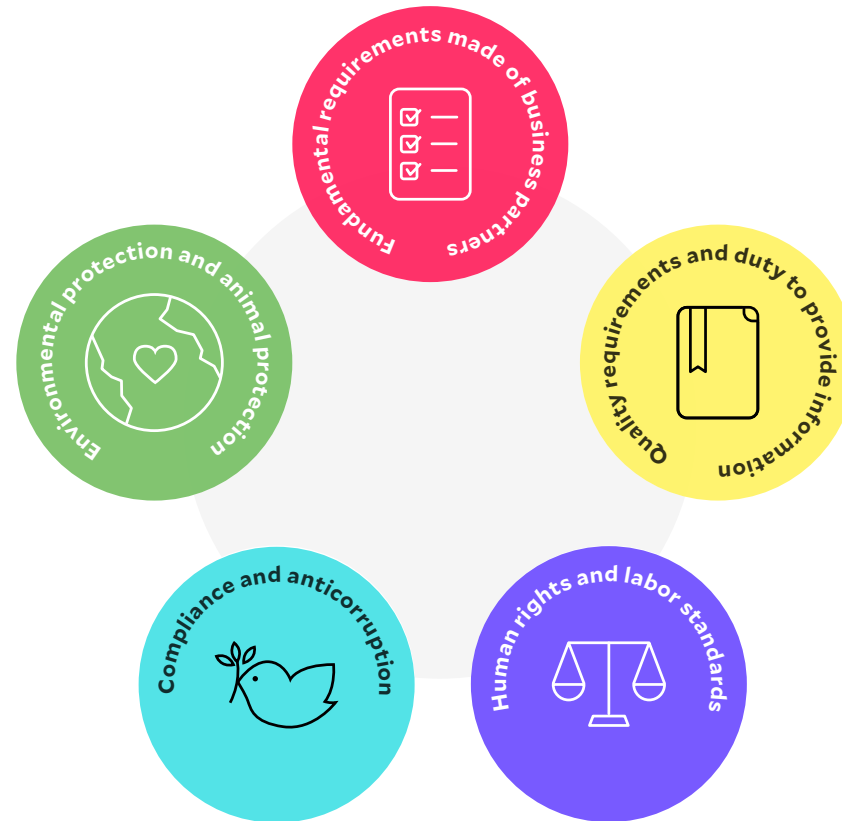 Fundamental requirements made of business partners
Quality requirements and duty to provide information
Human rights and labor standards
Compliance and anticorruption
Environmental protection and animal protection